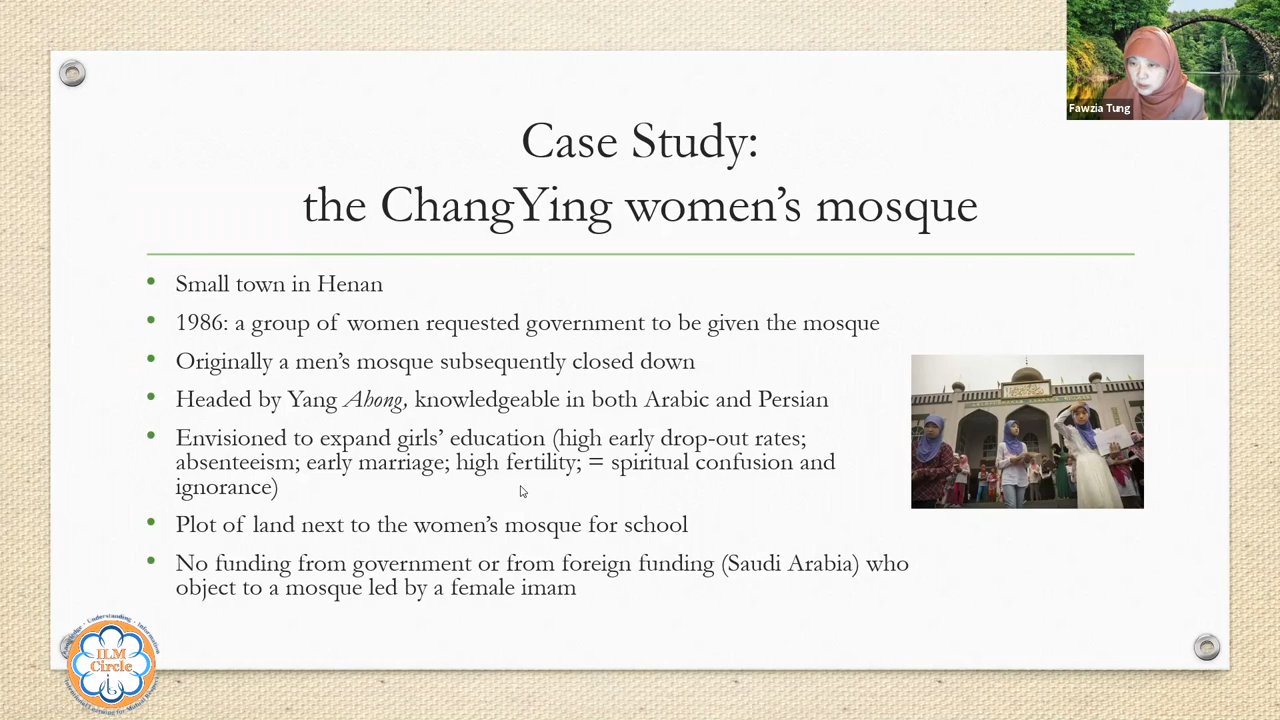 Fawzia Tung
Case Study:
the ChangYing women's mosque
• Small town in Henan
• 1986: a group of women requested government to be given the mosque
• Originally a men's mosque subsequently closed down
• Headed by Yang Ahong, knowledgeable in both Arabic and Persian
• Envisioned to expand girls' education (high early drop-out rates;
absenteeism; early marriage; high fertility; = spiritual confusion and
ignorance)
• Plot of land next to the women's mosque for school
• No funding from government or from foreign funding (Saudi Arabia) who
object to a mosque led by a female imam
ILM
Circle